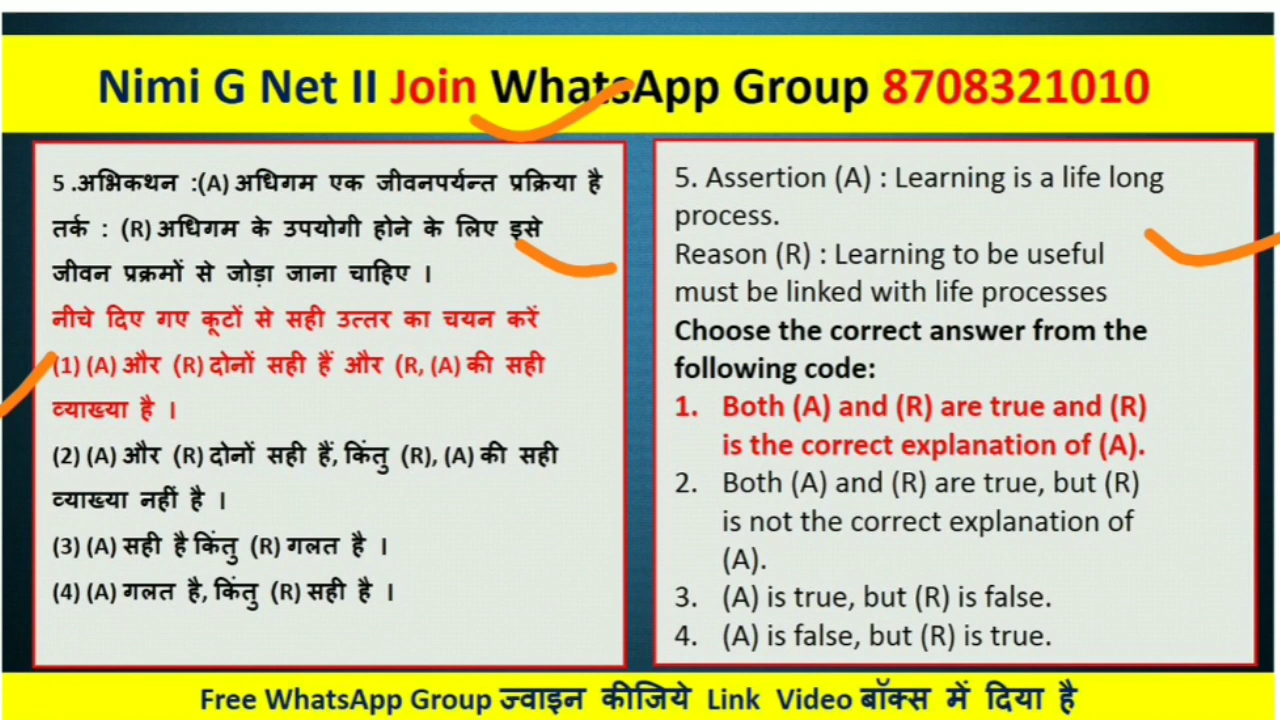 Nimi G Net II Join WhatsApp Group 8708321010
5 .अभिकथन :(A) अधिगम एक जीवनपर्यन्त प्रक्रिया है
तर्क : (R) अधिगम के उपयोगी होने के लिए इसे
जीवन प्रक्रमों से जोड़ा जाना चाहिए ।
नीचे दिए गए कूटों से सही उत्तर का चयन करें
(1) (A) और (R) दोनों सही हैं और (R, (A) की सही
व्याख्या है ।
(2) (A) और (R) दोनों सही हैं, किंतु (R), (A) की सही
व्याख्या नहीं है ।
(3) (A) सही है किंतु (R) गलत है ।
(4) (A) गलत है, किंतु (R) सही है ।
5. Assertion (A) : Learning is a life long
process.
Reason (R) : Learning to be useful
must be linked with life processes
Choose the correct answer from the
following code:
1. Both (A) and (R) are true and (R)
is the correct explanation of (A).
2. Both (A) and (R) are true, but (R)
is not the correct explanation of
(A).
3. (A) is true, but (R) is false.
4. (A) is false, but (R) is true.
Free WhatsApp Group ज्वाइन कीजिये Link Video बॉक्स में दिया है